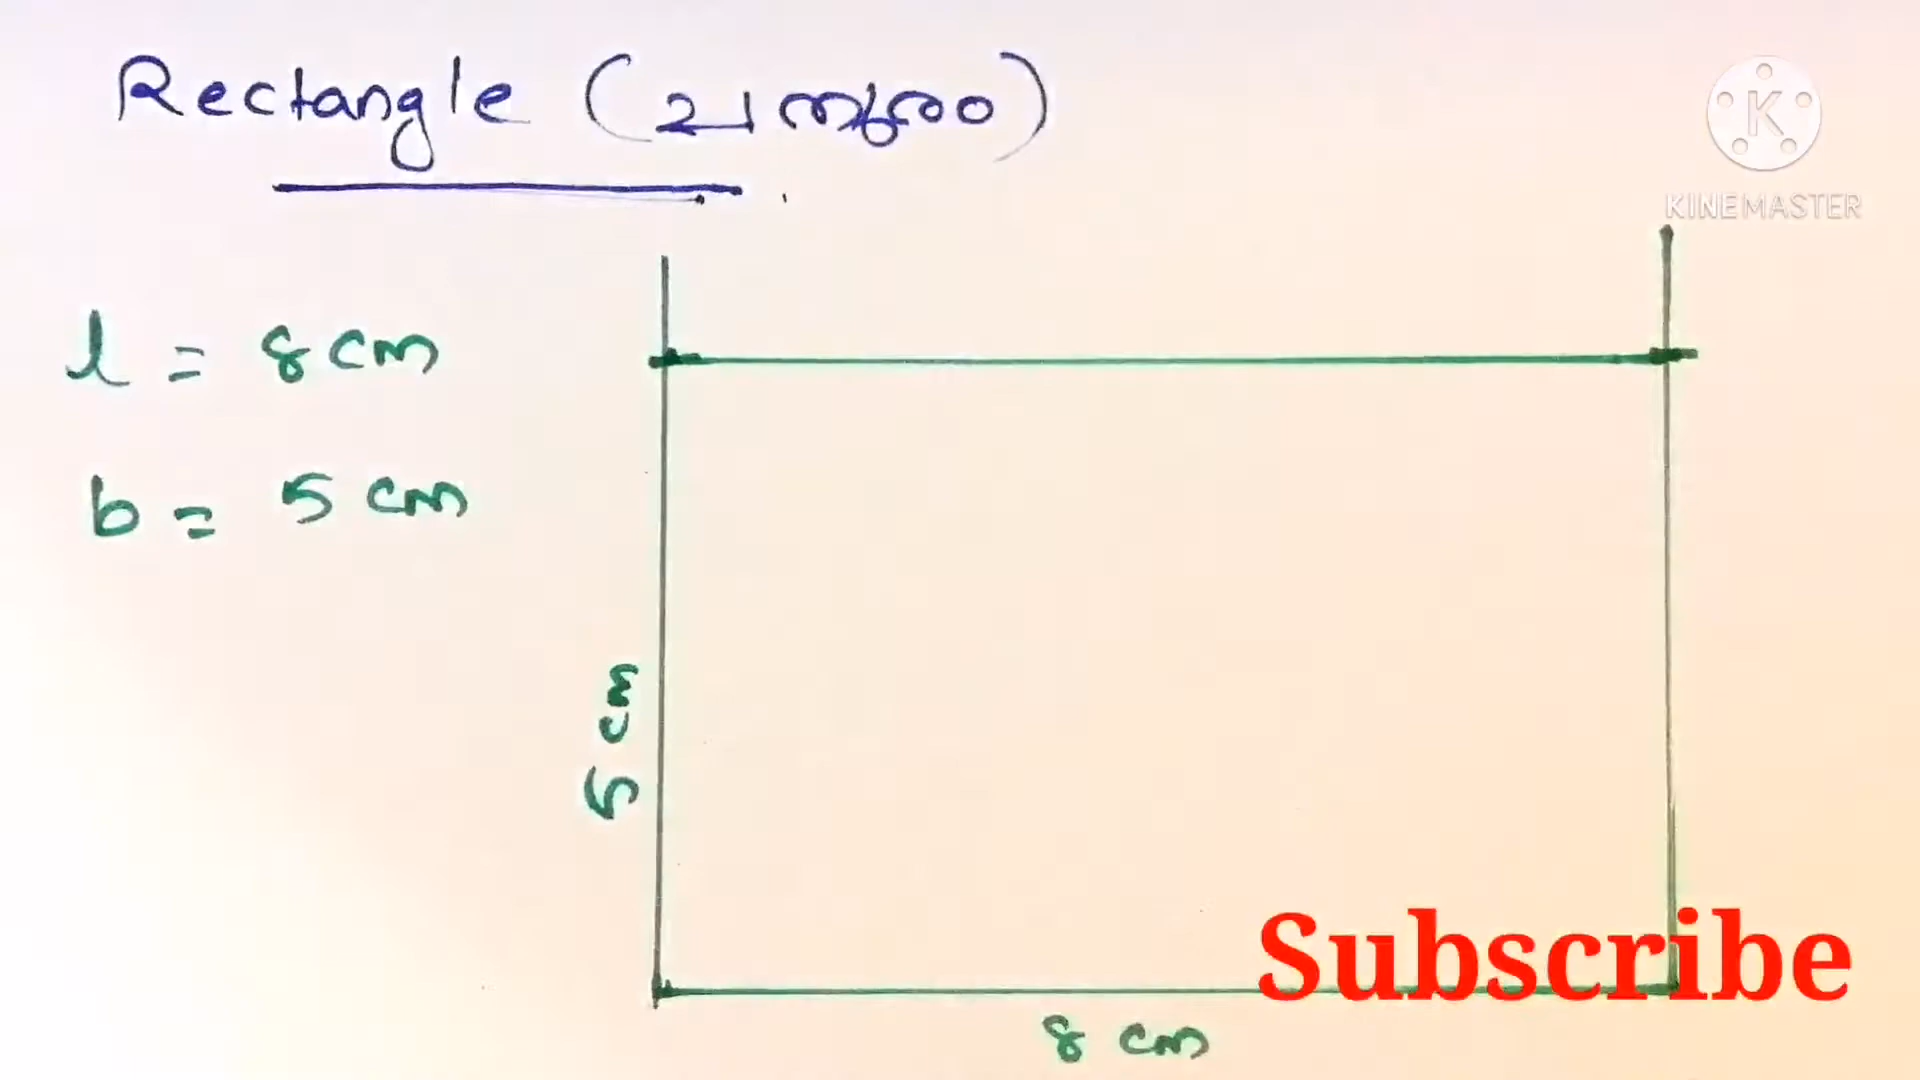 Rectangle (ചതുരം)
K
KINEMASTER
l = 8 cm
b = 5 cm
5 cm
Subscribe
8 cm